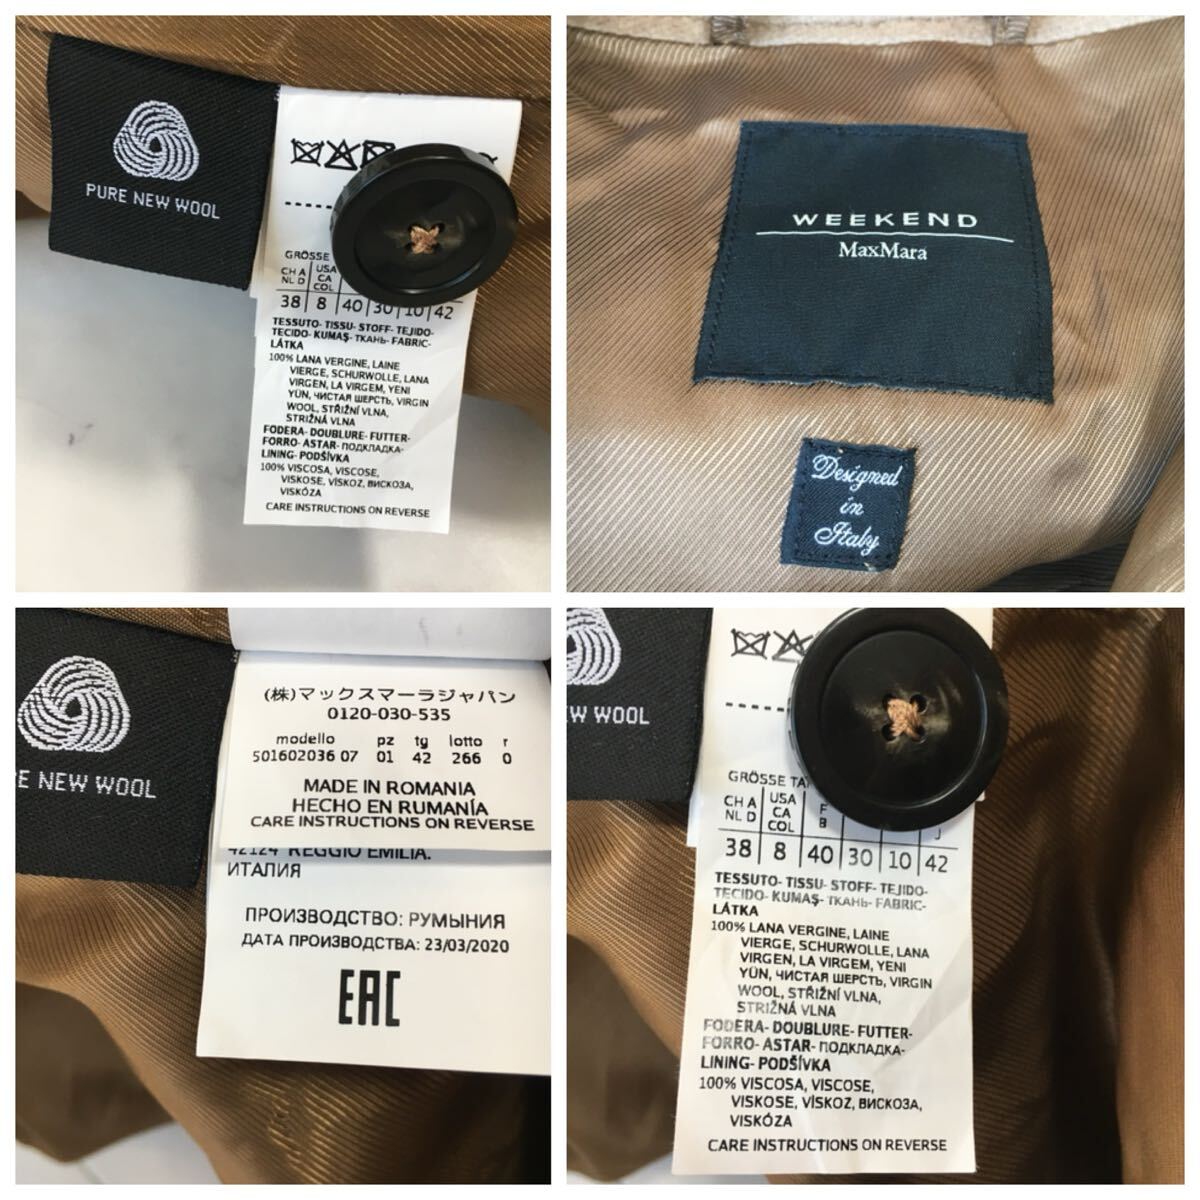 PURE NEW WOOL
GRÖSSE
CH A USA
NL D CA
COL
38 8 40 30 10 42
TESSUTO- TISSU- STOFF- TEJIDO-
TECIDO- KUMAŞ- ТКАНЬ- FABRIC-
LÁTKA
100% LANA VERGINE, LAINE
VIERGE, SCHURWOLLE, LANA
VIRGEN, LA VIRGEM, YENI
YÜN, ЧИСТАЯ ШЕРСТЬ, VIRGIN
WOOL, STŘIŽNÍ VLNA,
STRIŽNÁ VLNA
FODERA- DOUBLURE- FUTTER-
FORRO- ASTAR- ПОДКЛАДКА-
LINING- PODŠÍVKA
100% VISCOSA, VISCOSE,
VISKOSE, VÍSKOZ, ВИСКОЗА,
VISKÓZA
CARE INSTRUCTIONS ON REVERSE
WEEKEND
MaxMara
Designed
in
Italy
E NEW WOOL
(株)マックスマーラジャパン
0120-030-535
modello pz tg lotto r
501602036 07 01 42 266 0
MADE IN ROMANIA
HECHO EN RUMANÍA
CARE INSTRUCTIONS ON REVERSE
42124 REGGIO EMILIA.
ИТАЛИЯ
ПРОИЗВОДСТВО: РУМЫНИЯ
ДАТА ПРОИЗВОДСТВА: 23/03/2020
EAC
EW WOOL
GRÖSSE TA
CH A USA F
NL D CA B
COL J
38 8 40 30 10 42
TESSUTO- TISSU- STOFF- TEJIDO-
TECIDO- KUMAŞ- ТКАНЬ- FABRIC-
LÁTKA
100% LANA VERGINE, LAINE
VIERGE, SCHURWOLLE, LANA
VIRGEN, LA VIRGEM, YENI
YÜN, ЧИСТАЯ ШЕРСТЬ, VIRGIN
WOOL, STŘIŽNÍ VLNA,
STRIŽNÁ VLNA
FODERA- DOUBLURE- FUTTER-
FORRO- ASTAR- ПОДКЛАДКА-
LINING- PODŠÍVKA
100% VISCOSA, VISCOSE,
VISKOSE, VÍSKOZ, ВИСКОЗА,
VISKÓZA
CARE INSTRUCTIONS ON REVERSE